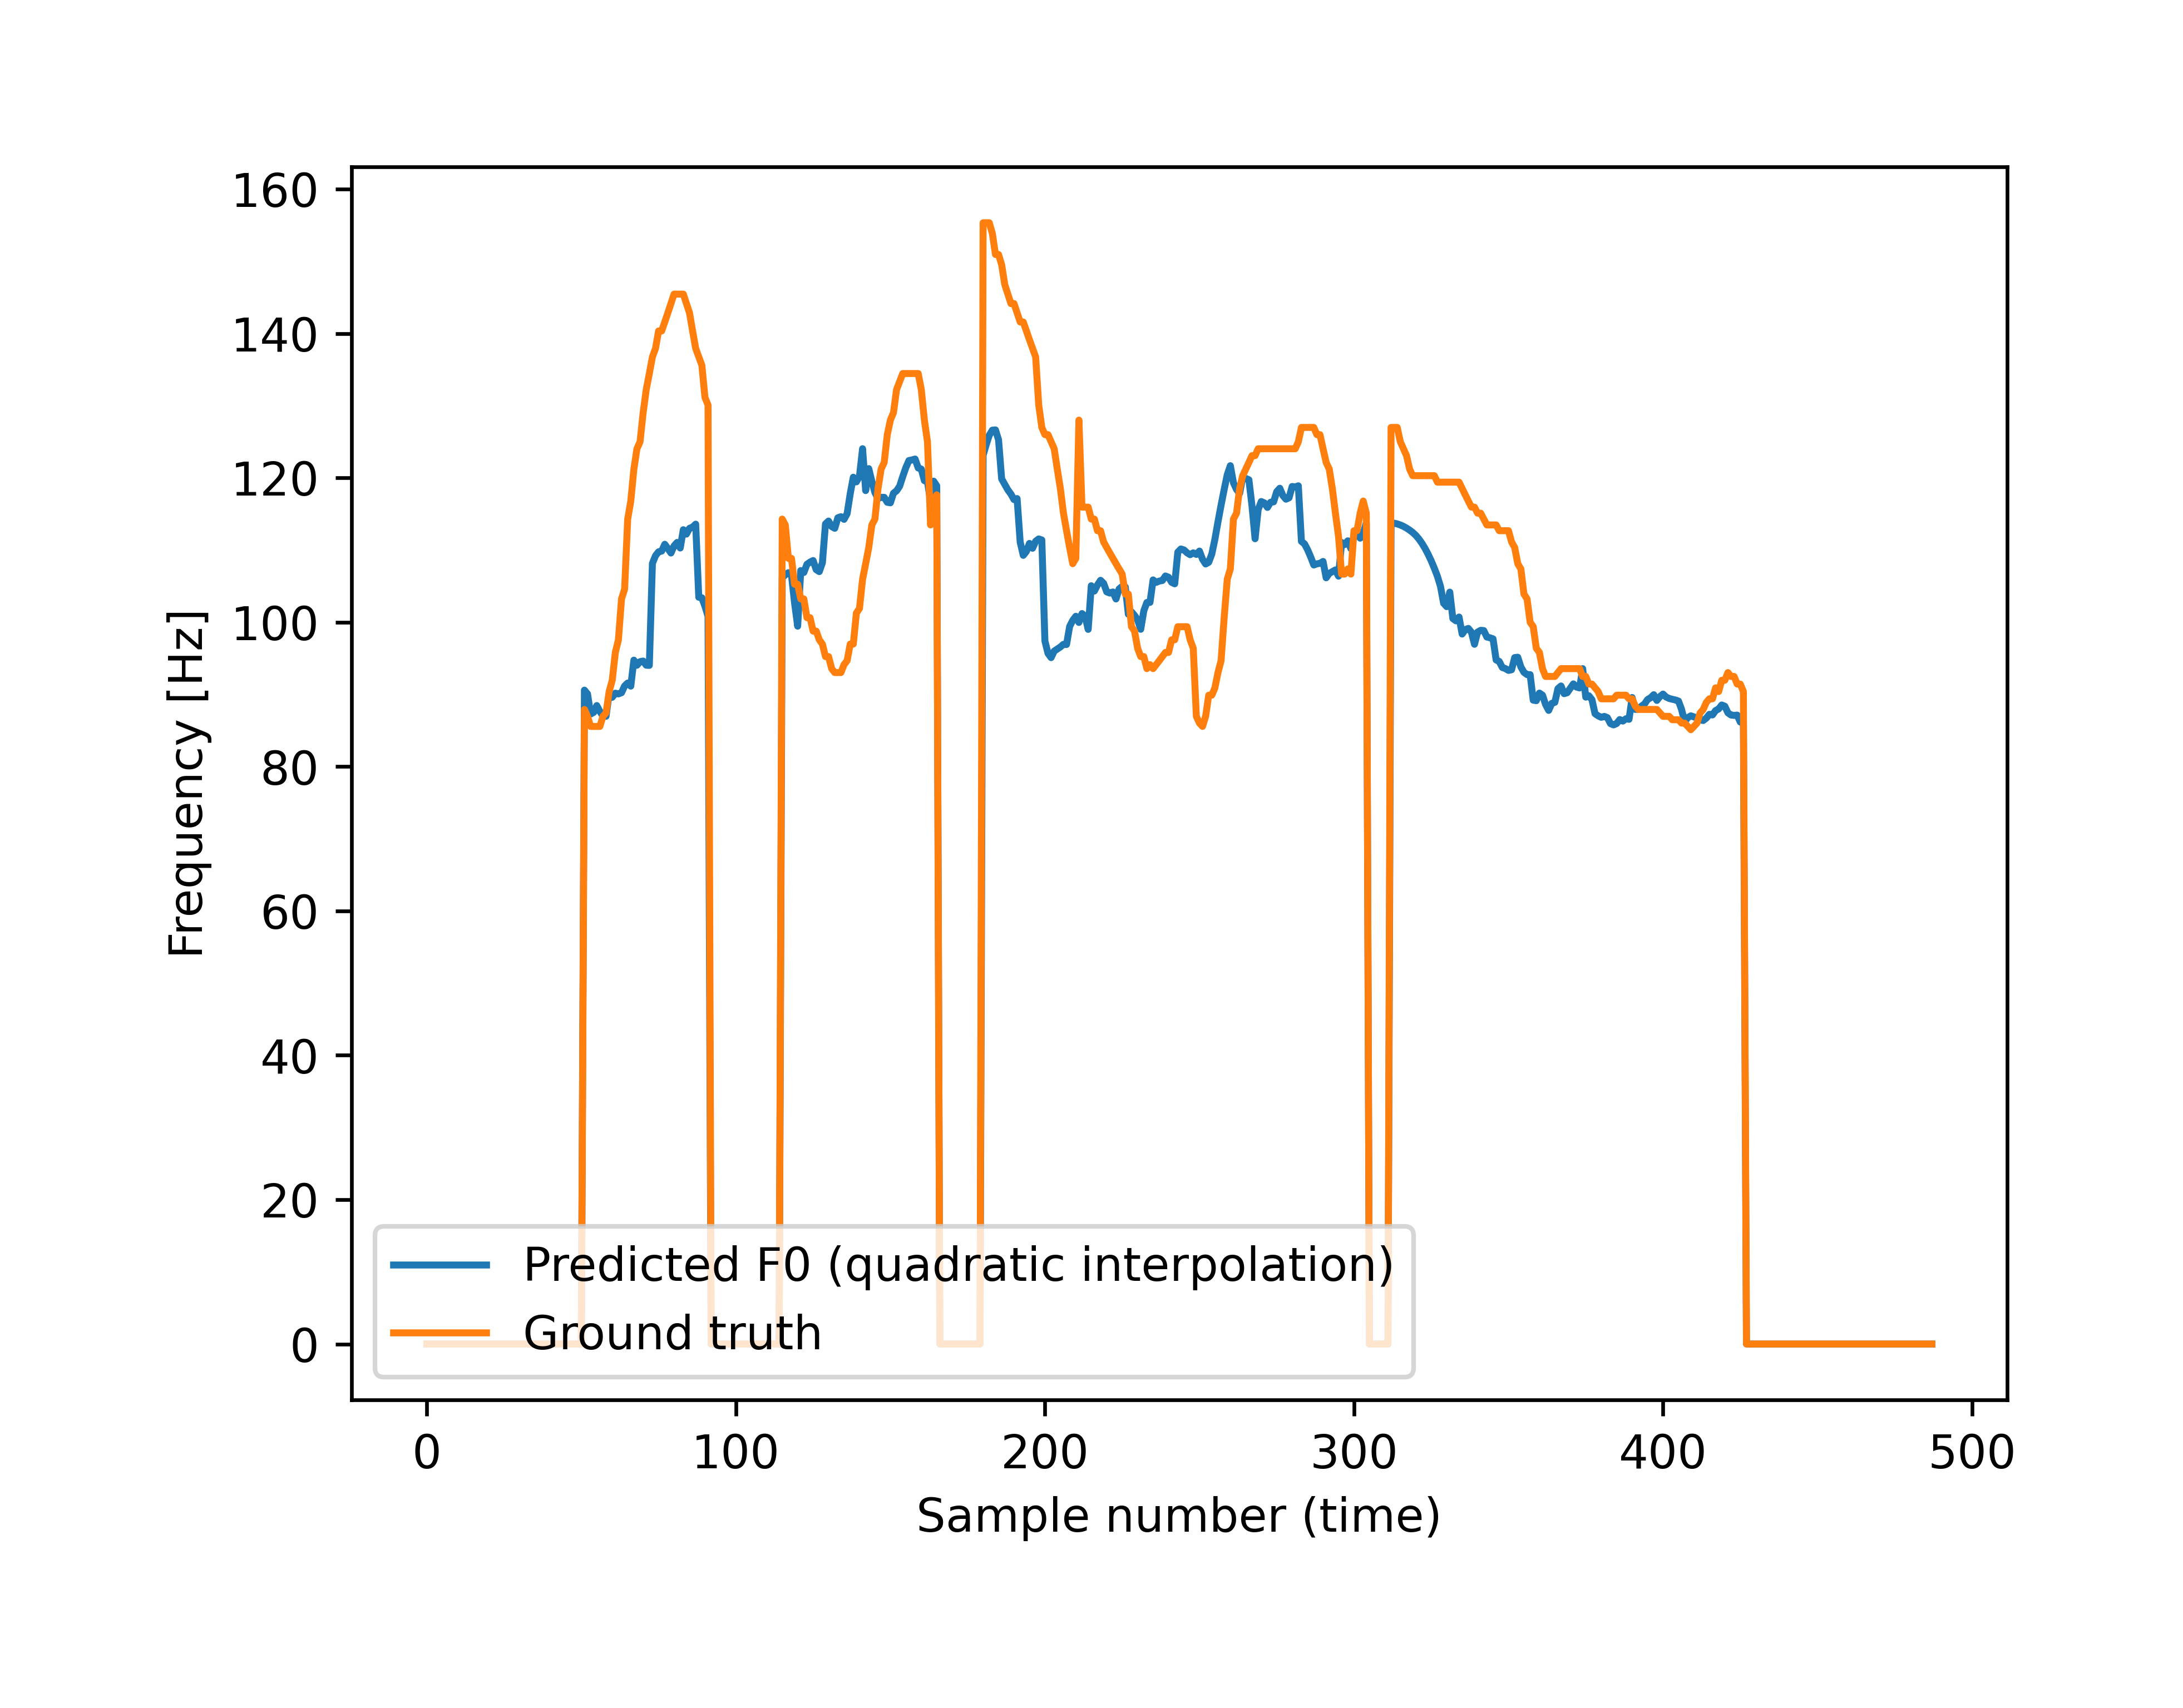 160
140
120
100
80
60
40
20
0
Frequency [Hz]
Predicted F0 (quadratic interpolation)
Ground truth
0 100 200 300 400 500
Sample number (time)